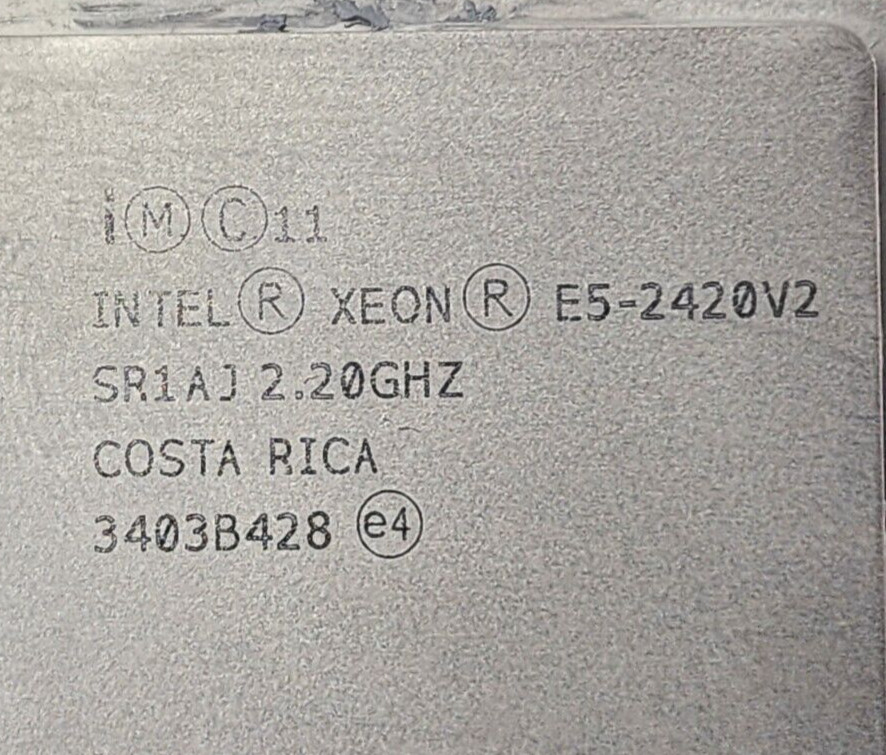 i Ⓜ Ⓒ 11
INTEL® XEON® E5-2420V2
SR1AJ 2.20GHZ
COSTA RICA
3403B428 e4